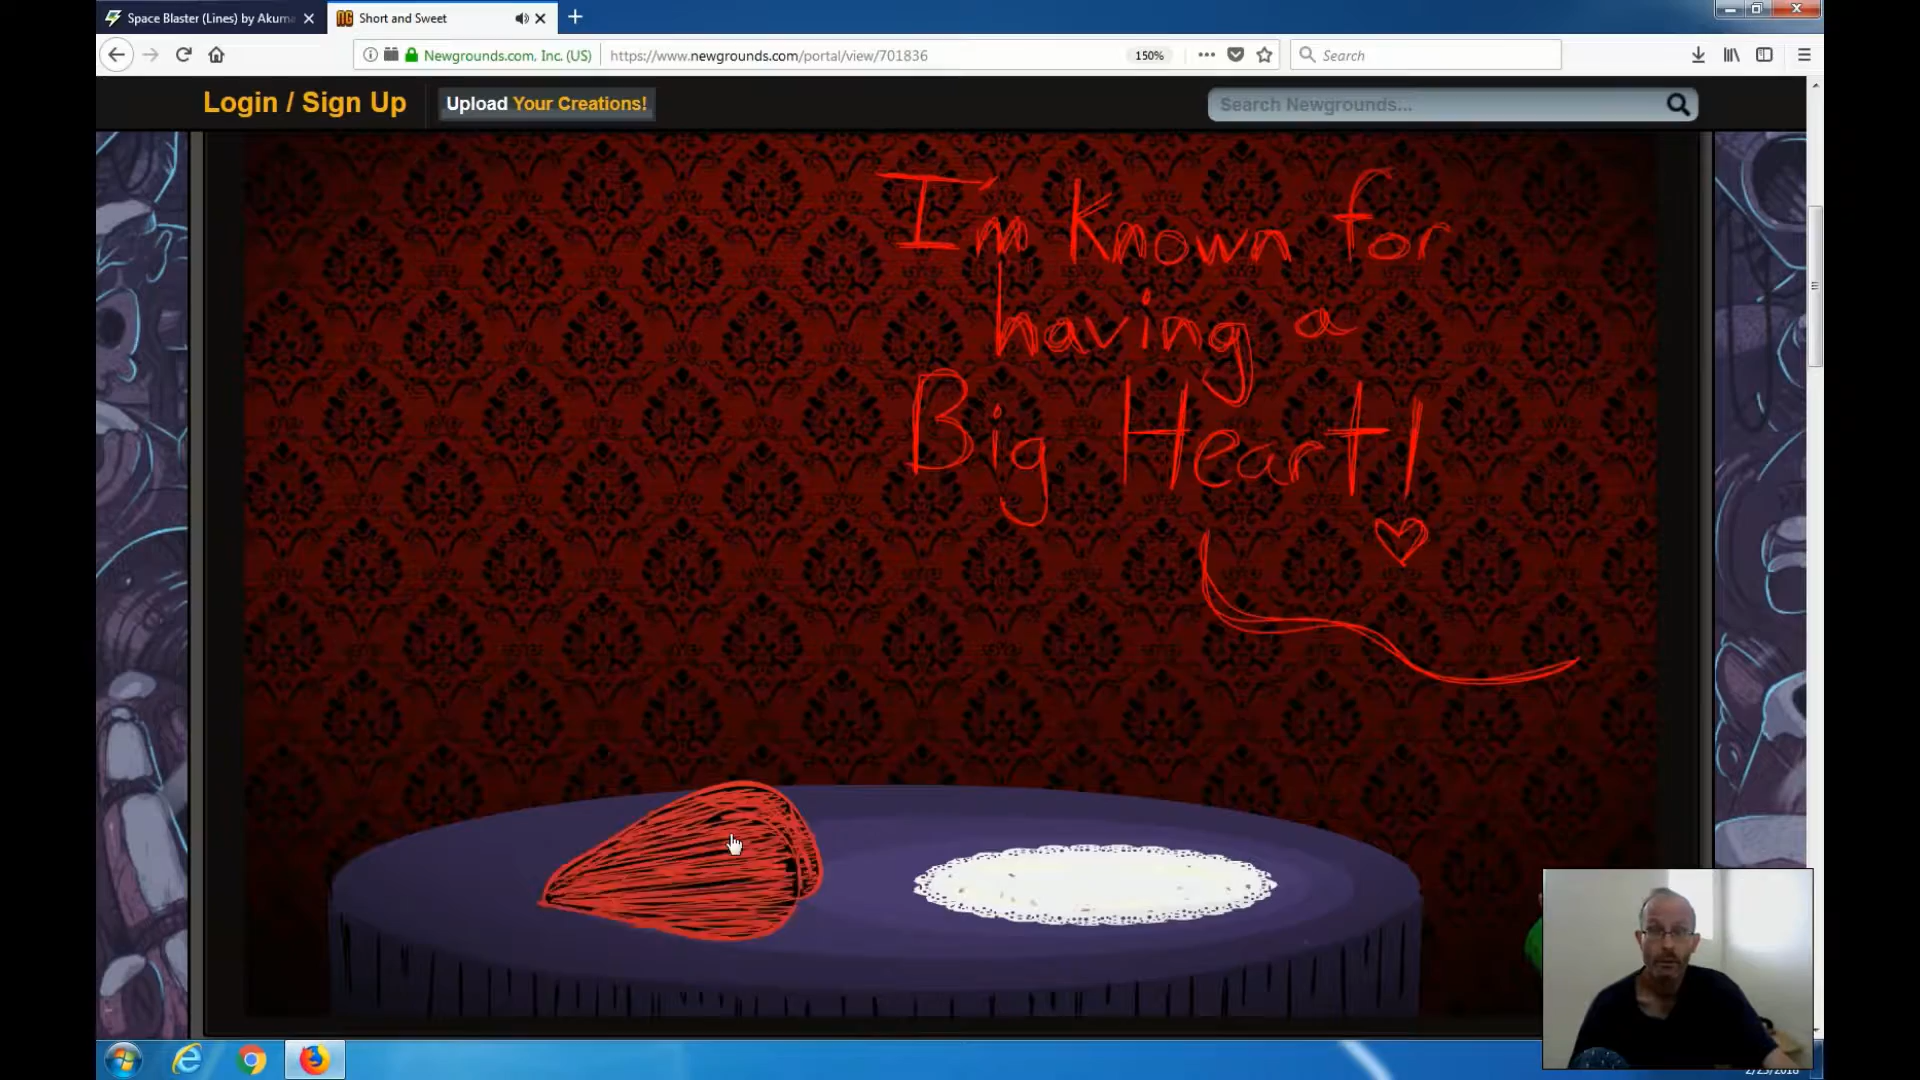 Space Blaster (Lines) by Akuma
Short and Sweet
Newgrounds.com, Inc. (US)
https://www.newgrounds.com/portal/view/701836
150%
Search
Login / Sign Up
Upload Your Creations!
Search Newgrounds...
I'm known for
having a
Big Heart!